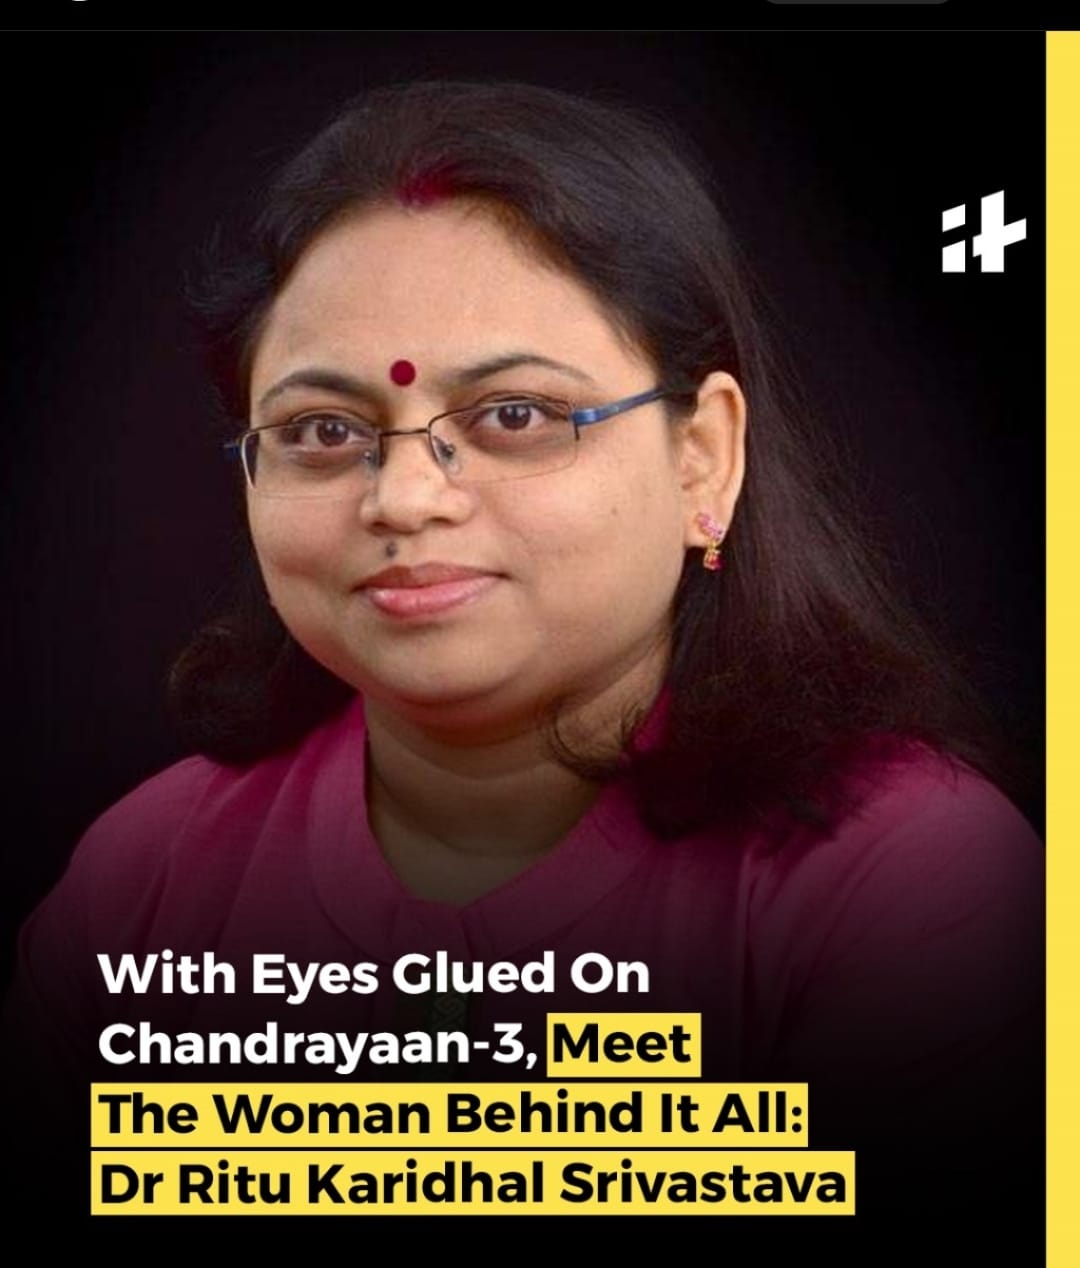 With Eyes Glued On
Chandrayaan-3, Meet
The Woman Behind It All:
Dr Ritu Karidhal Srivastava